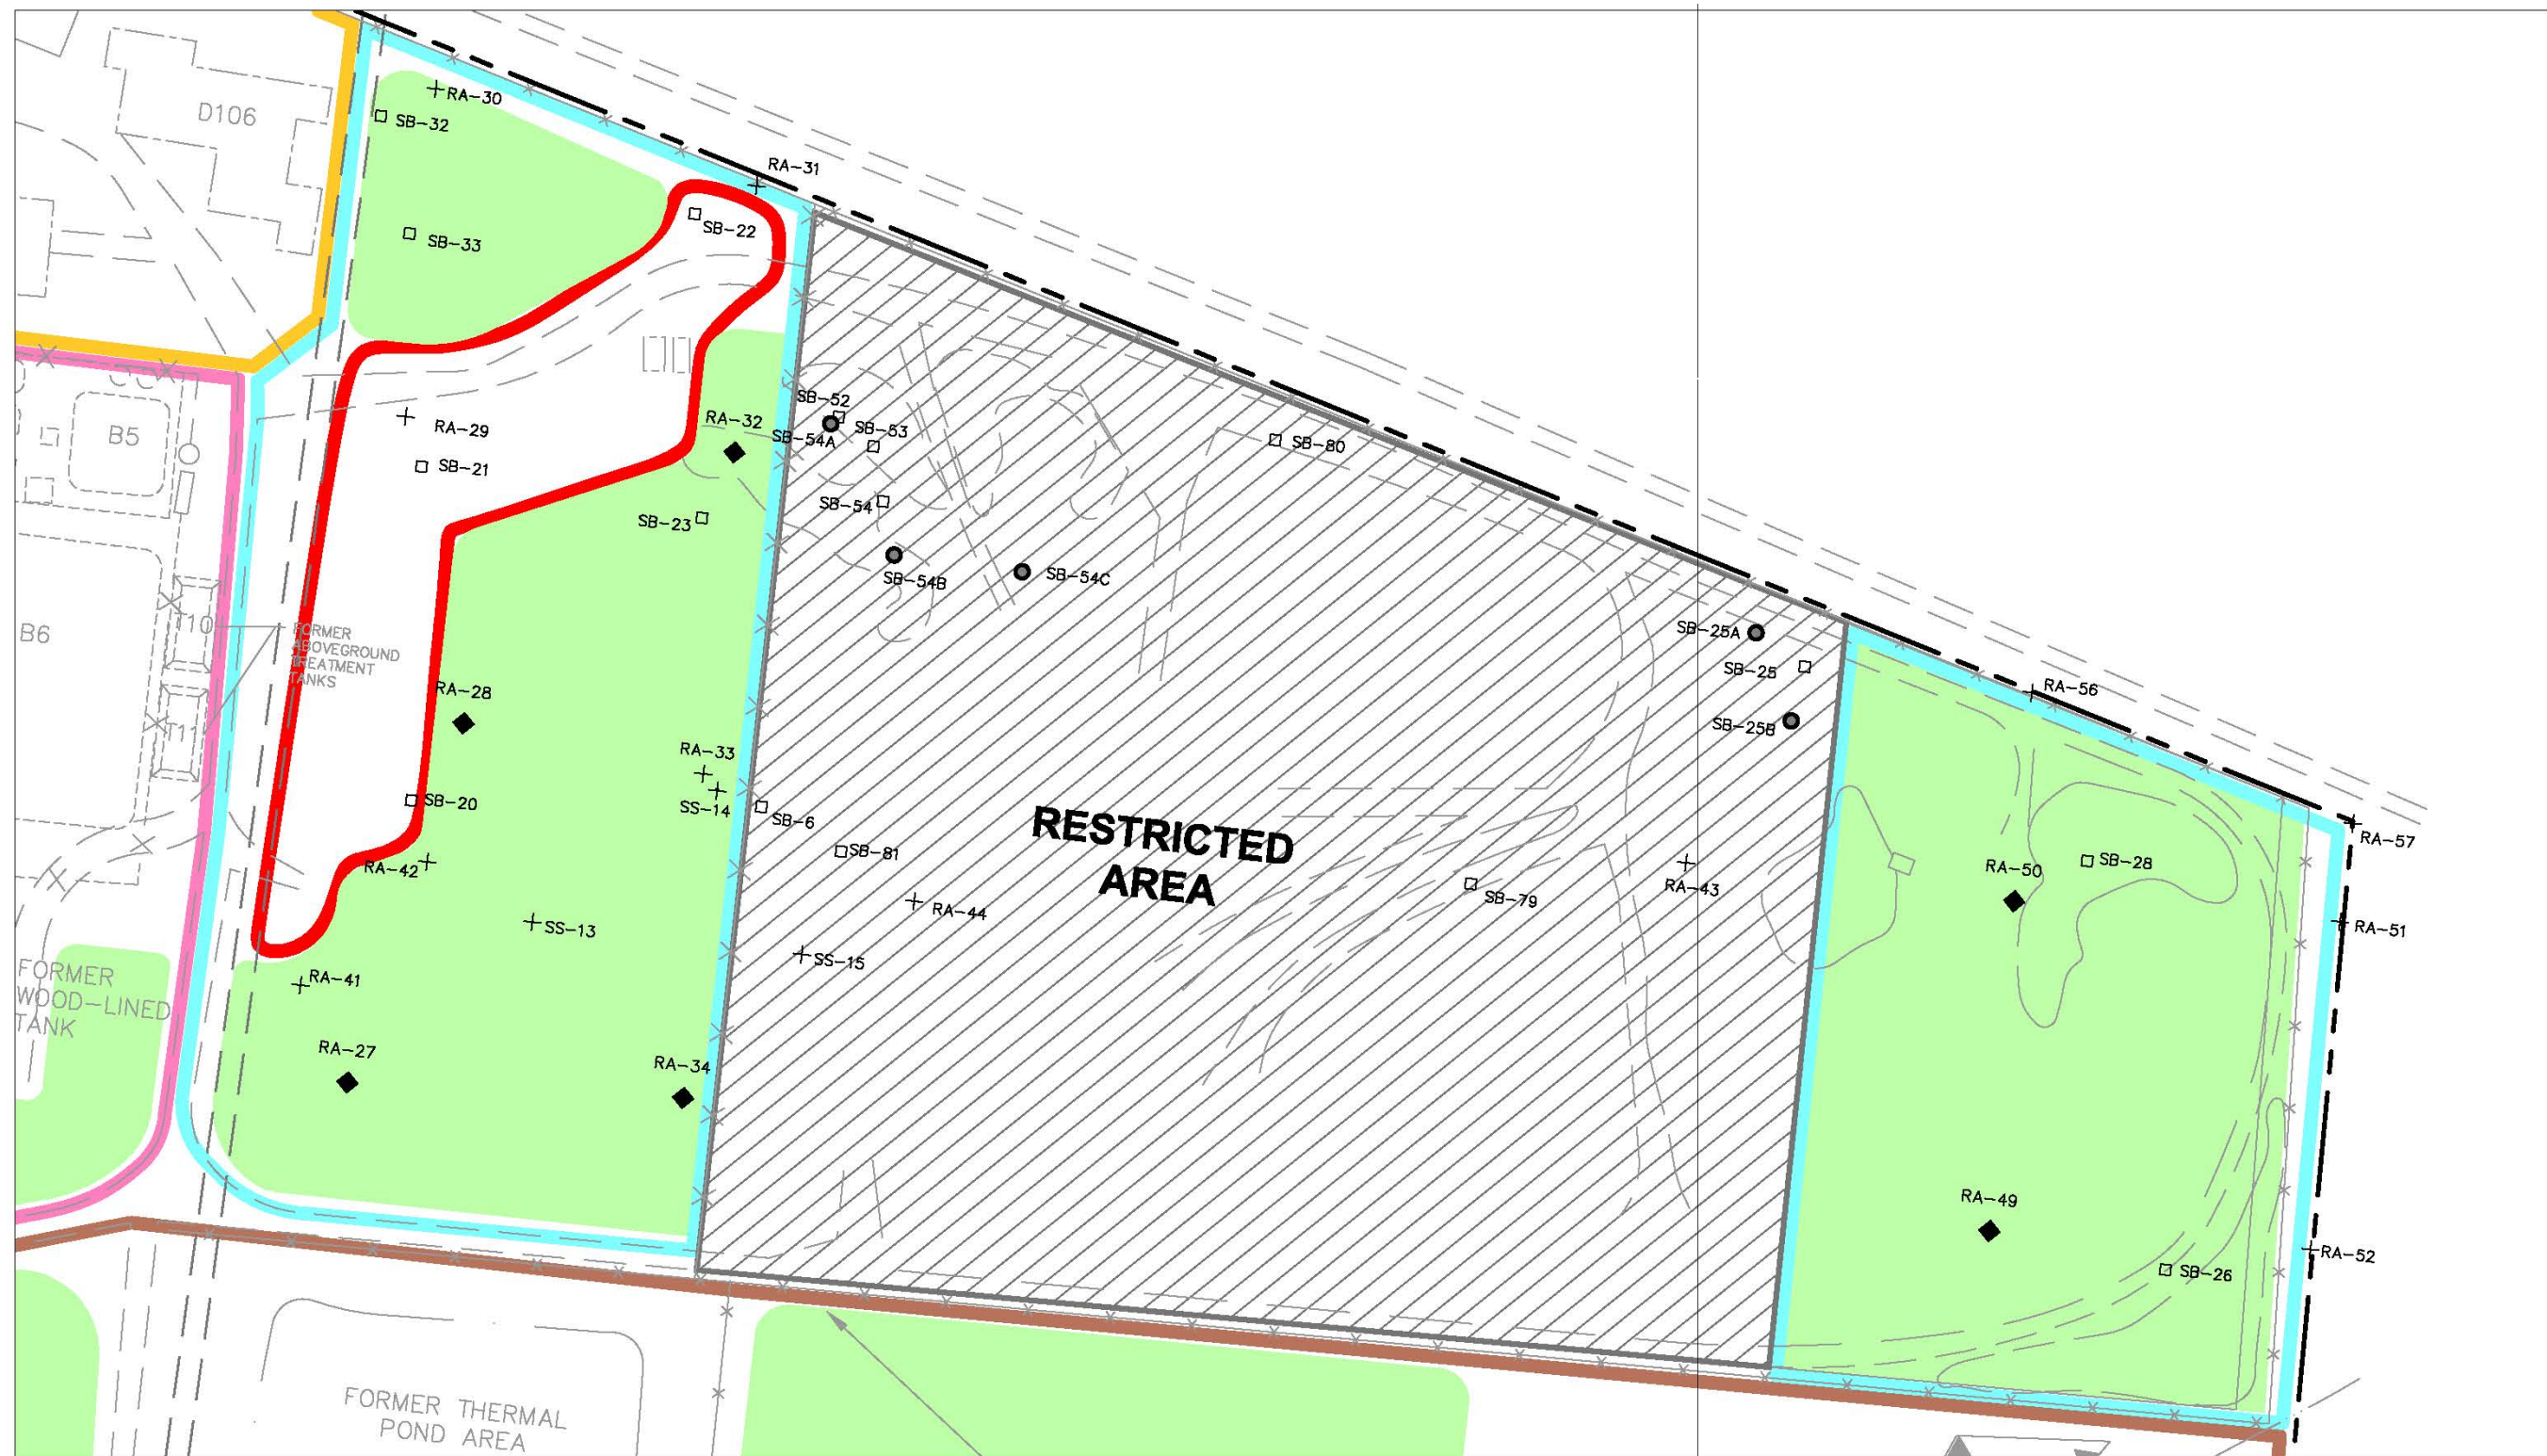 RA-30
SB-32
D106
RA-31
SB-22
SB-33
SB-52
RA-32
SB-53
RA-29
B5
SB-54A
SB-80
SB-21
SB-54
SB-23
SB-54C
SB-54B
T10
B6
FORMER
ABOVEGROUND
TREATMENT
TANKS
SB-25A
SB-25
RA-56
RA-28
SB-25B
T11
RA-33
SB-20
SS-14
SB-6
RESTRICTED
AREA
RA-57
SB-81
SB-28
RA-42
RA-50
RA-43
SB-79
RA-44
SS-13
RA-51
SS-15
FORMER
WOOD-LINED
TANK
RA-41
RA-27
RA-34
RA-49
RA-52
SB-26
FORMER THERMAL
POND AREA